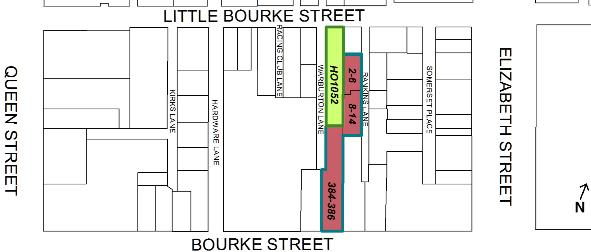 LITTLE BOURKE STREET
QUEEN STREET
KIRKS LANE
HARDWARE LANE
RACING CLUB LANE
WARBURTON LANE
HO1052
2-6
8-14
RANKINS LANE
SOMERSET PLACE
ELIZABETH STREET
384-386
N
BOURKE STREET